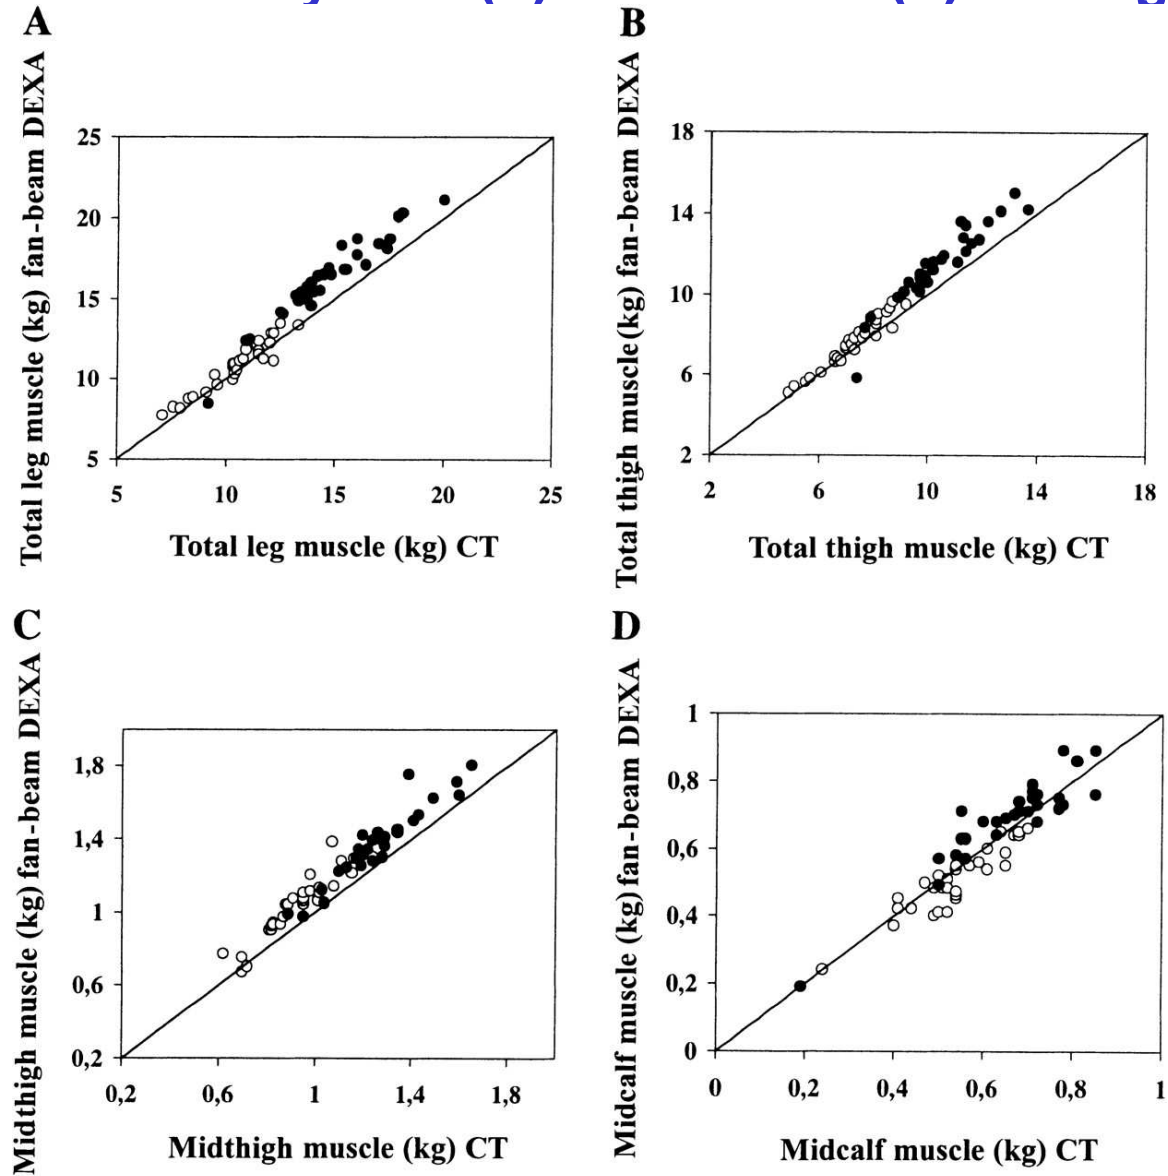 A
Total leg muscle (kg) fan-beam DEXA
25
20
15
10
5
5 10 15 20 25
Total leg muscle (kg) CT
B
Total thigh muscle(kg) fan-beam DEXA
18
14
10
6
2
2 6 10 14 18
Total thigh muscle (kg) CT
C
Midthigh muscle (kg) fan-beam DEXA
1,8
1,4
1
0,6
0,2
0,2 0,6 1 1,4 1,8
Midthigh muscle (kg) CT
D
Midcalf muscle (kg) fan-beam DEXA
1
0,8
0,6
0,4
0,2
0
0 0,2 0,4 0,6 0,8 1
Midcalf muscle (kg) CT